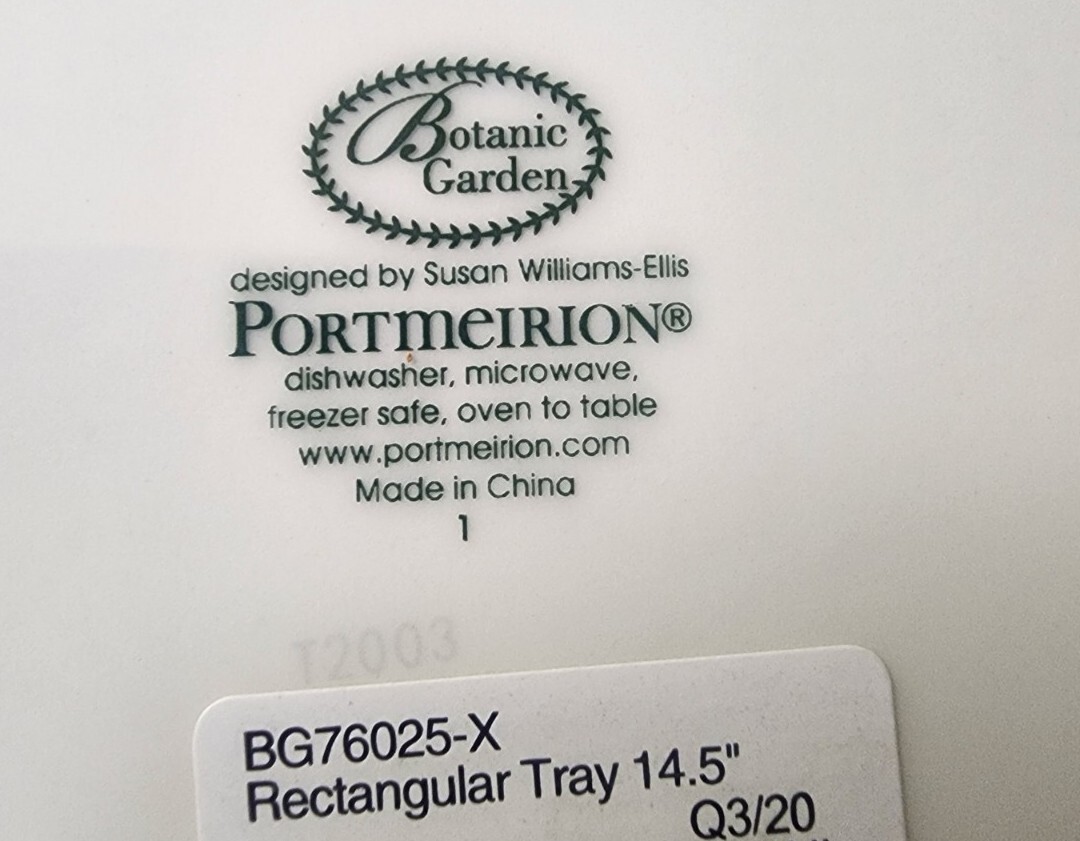 Botanic
Garden
designed by Susan Williams-Ellis
PORTMEIRION®
dishwasher, microwave,
freezer safe, oven to table
www.portmeirion.com
Made in China
1
T2003
BG76025-X
Rectangular Tray 14.5"
Q3/20